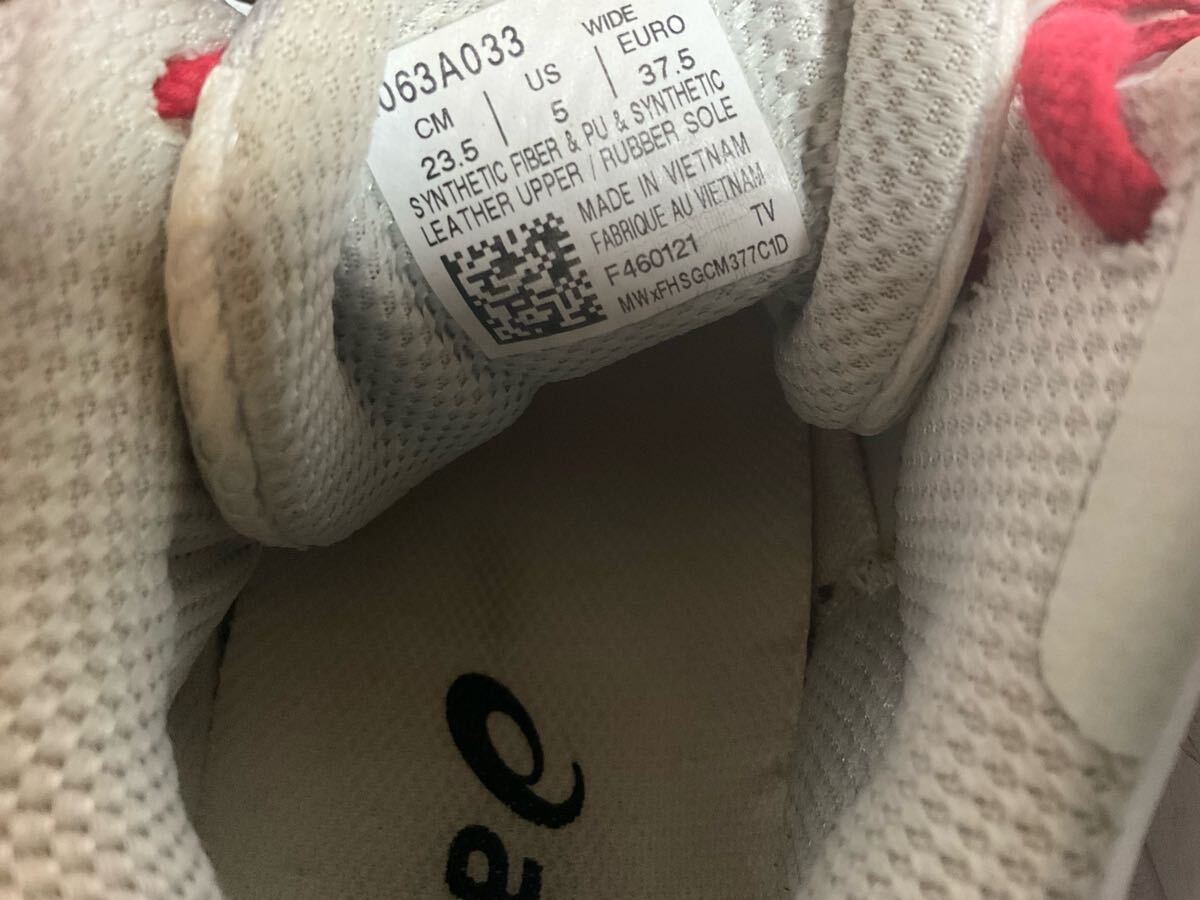 063A033 WIDE
CM | US | EURO
23.5 | 5 | 37.5
SYNTHETIC FIBER & PU & SYNTHETIC
LEATHER UPPER / RUBBER SOLE
MADE IN VIETNAM
FABRIQUE AU VIETNAM
F460121 TV
MWxFHSGCM377C1D
a